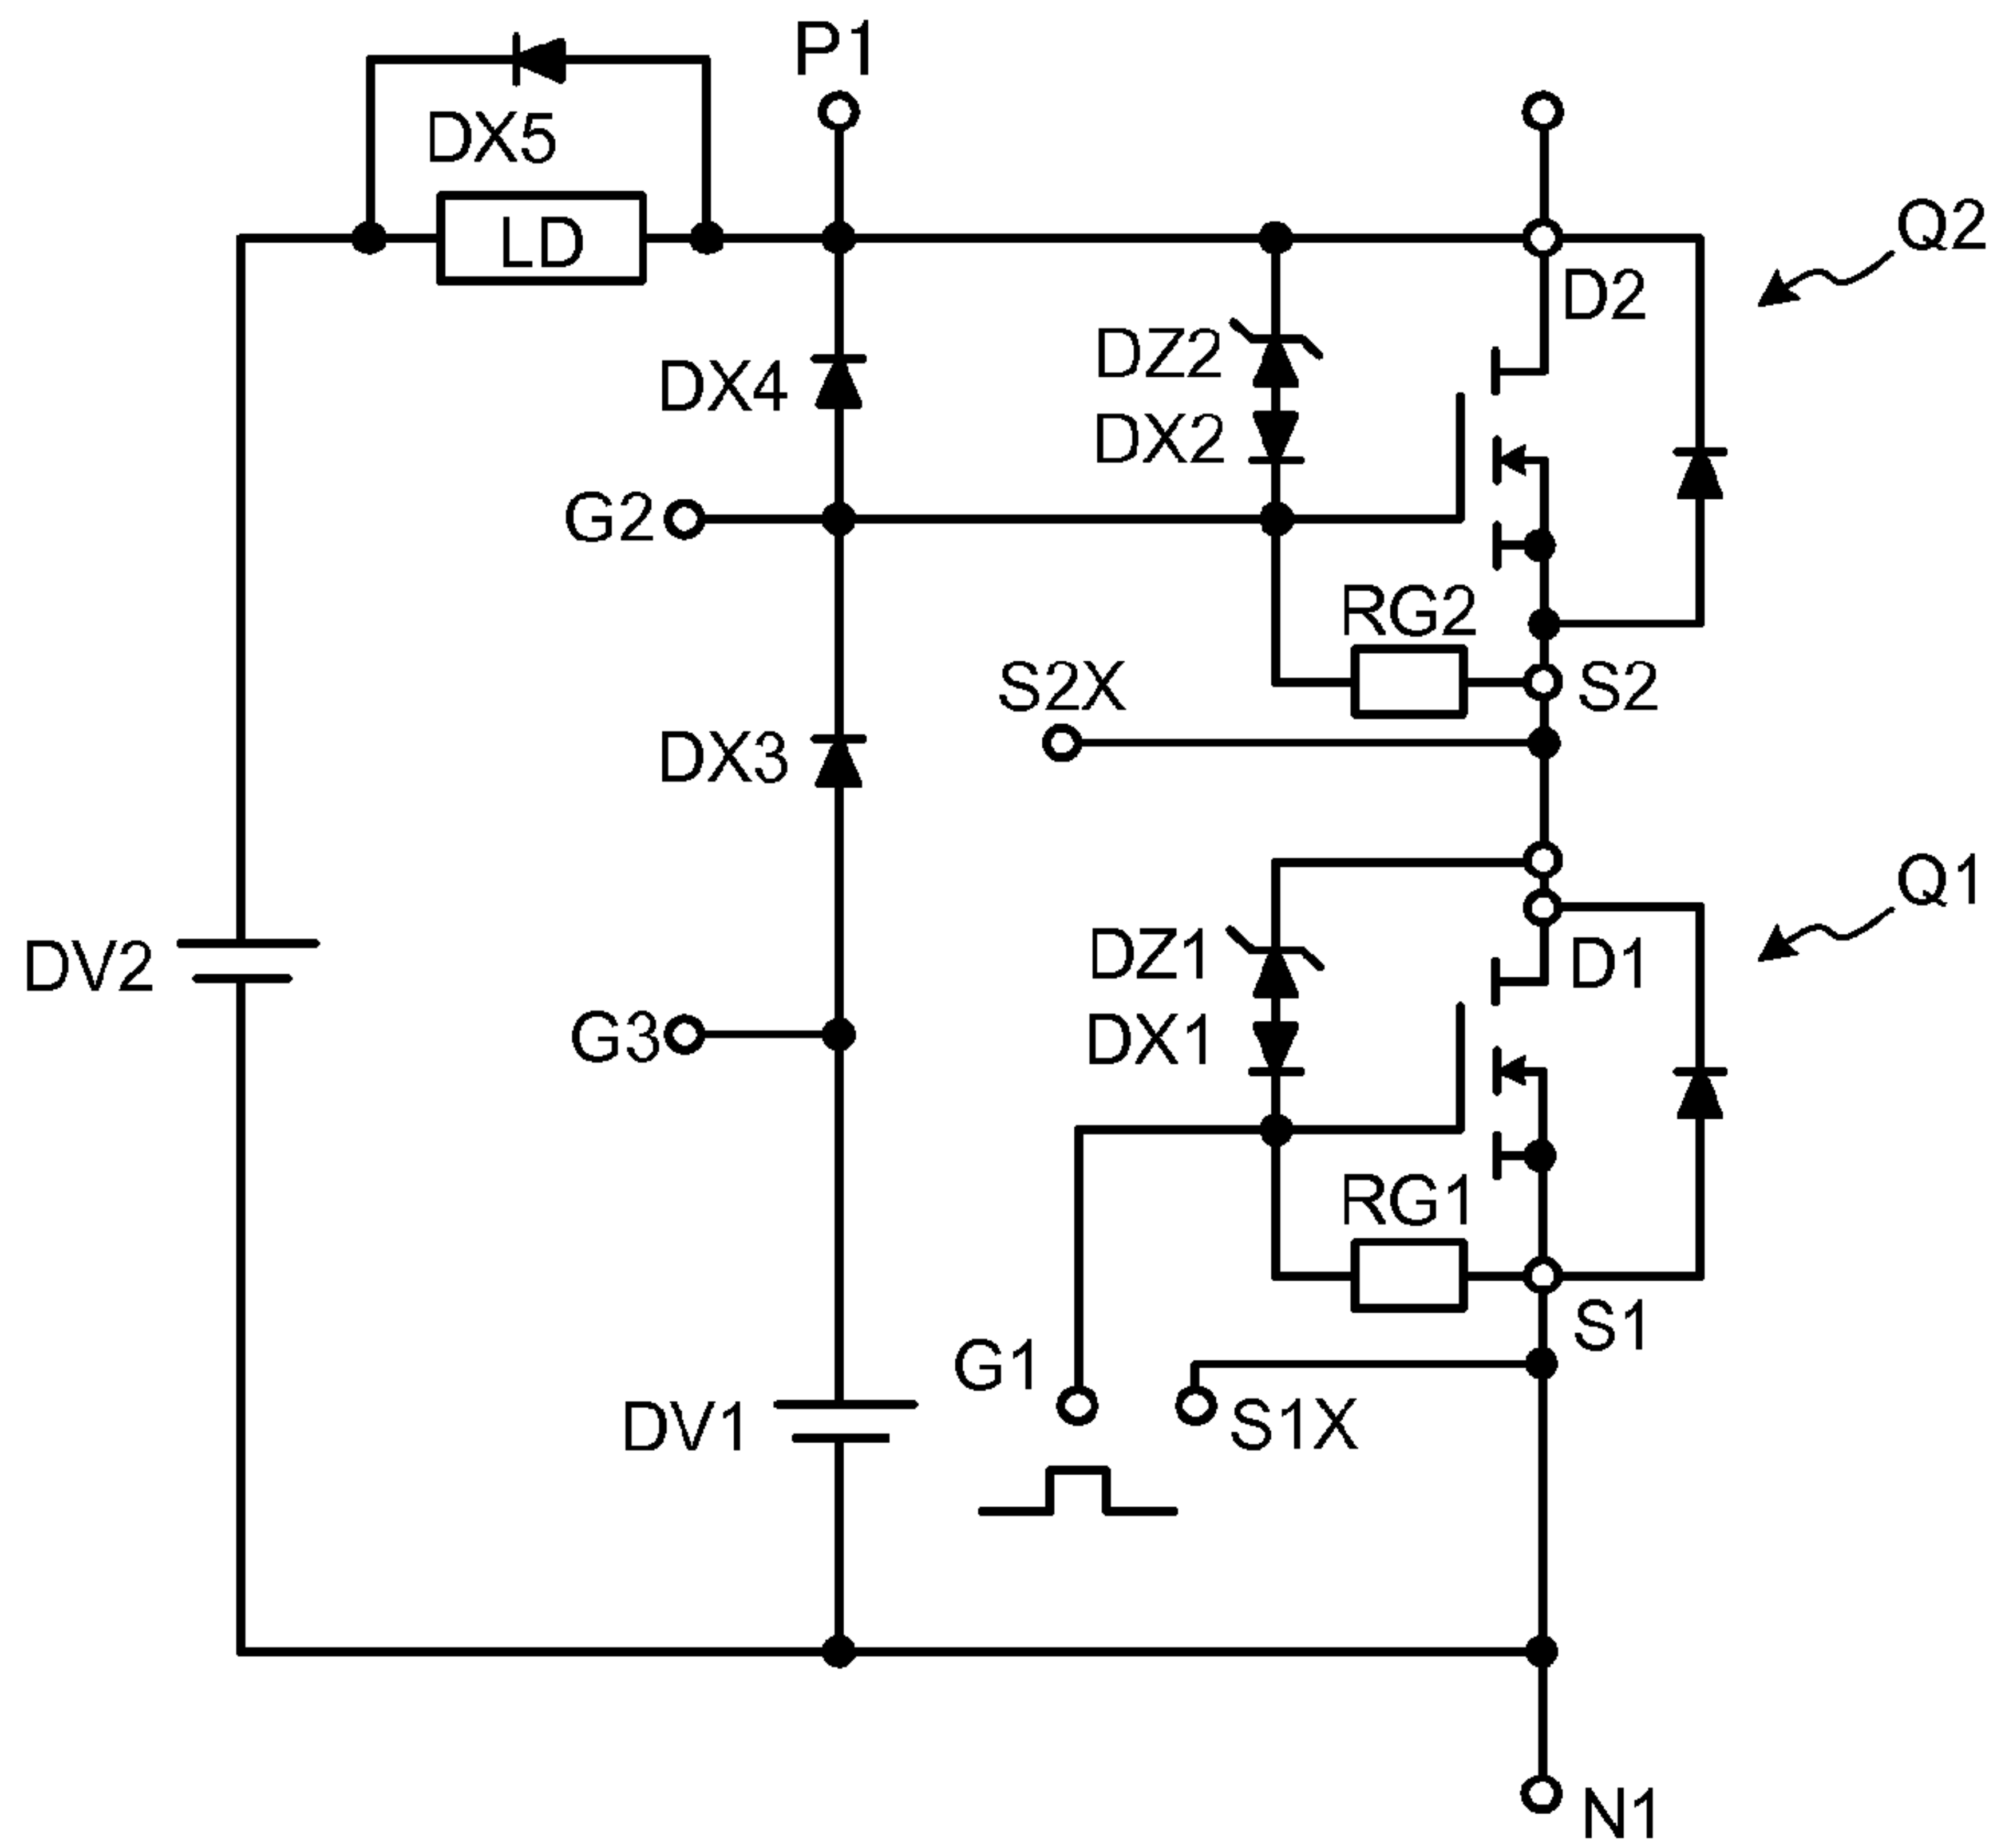 P1
DX5
LD
Q2
D2
DZ2
DX4
DX2
G2
RG2
S2X
S2
DX3
Q1
DV2
DZ1
D1
G3
DX1
RG1
S1
G1
DV1
S1X
N1